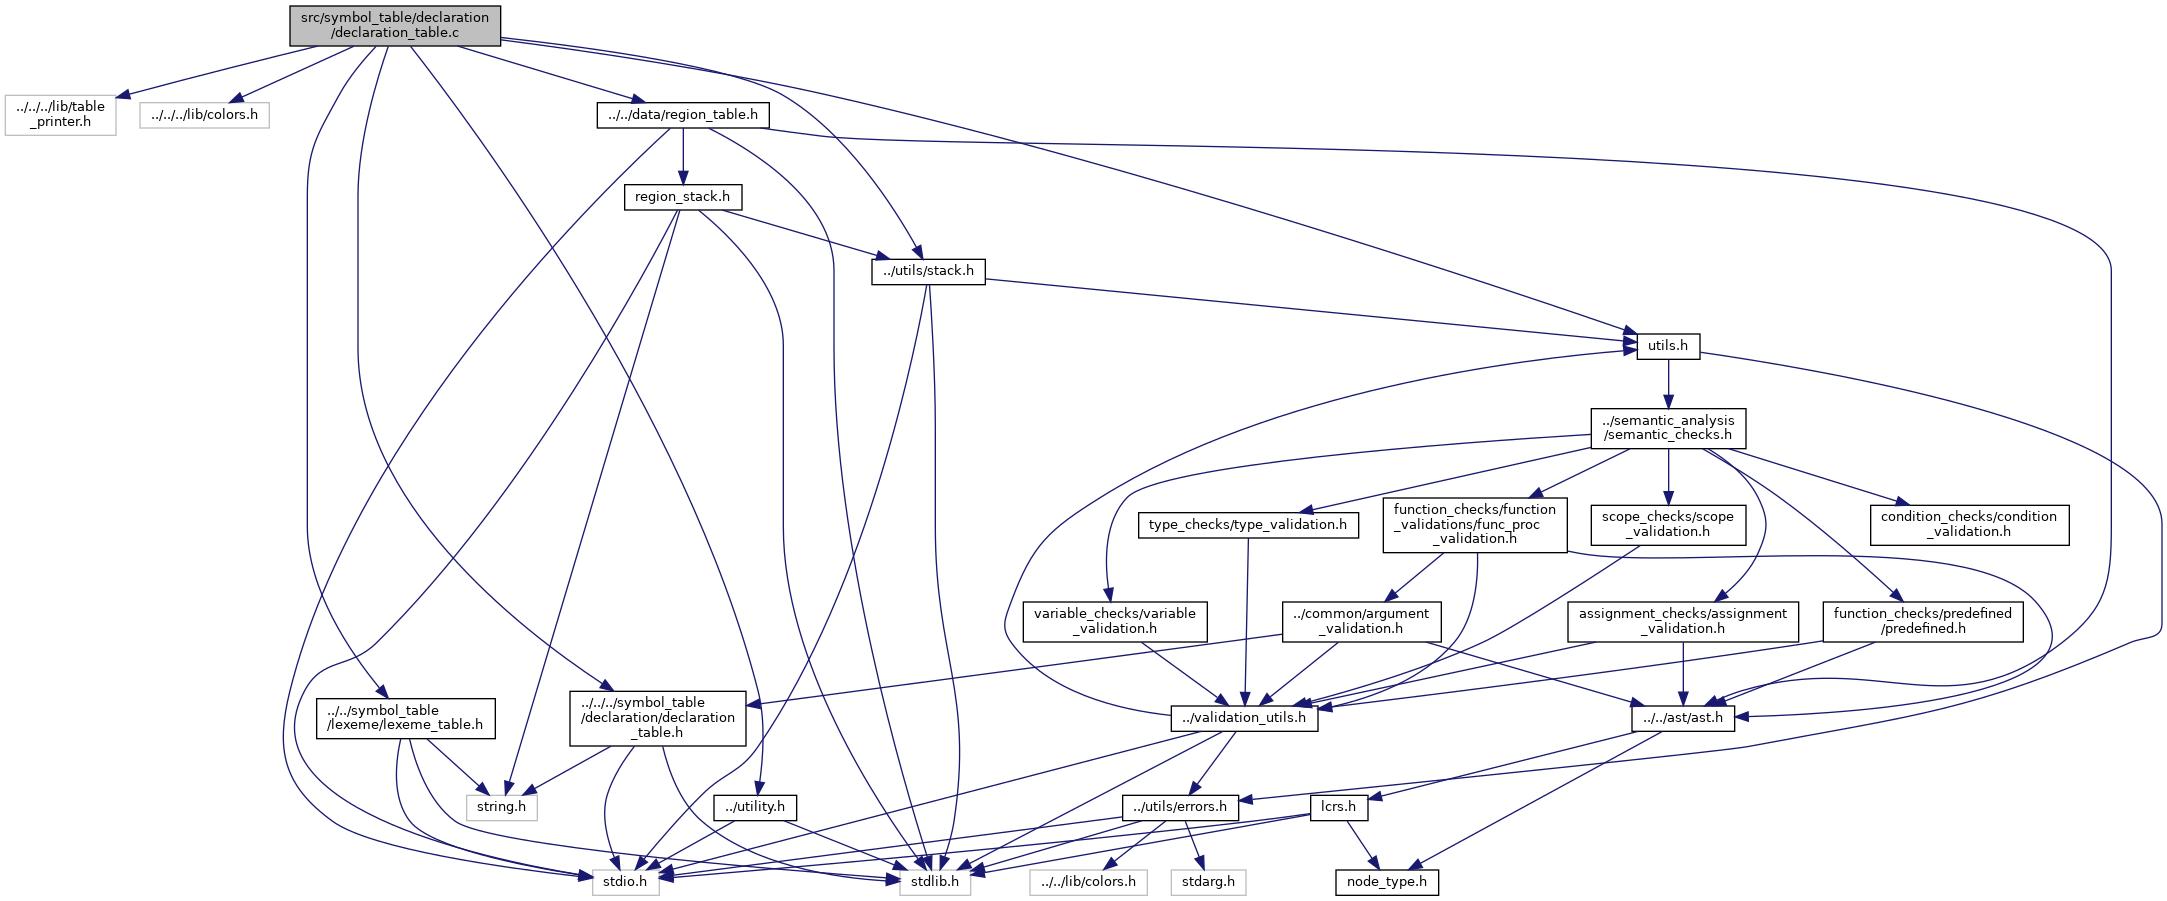 src/symbol_table/declaration
/declaration_table.c
../../../lib/table
_printer.h
../../../lib/colors.h
../../data/region_table.h
region_stack.h
../utils/stack.h
utils.h
../semantic_analysis
/semantic_checks.h
type_checks/type_validation.h
function_checks/function
_validations/func_proc
_validation.h
scope_checks/scope
_validation.h
condition_checks/condition
_validation.h
variable_checks/variable
_validation.h
../common/argument
_validation.h
assignment_checks/assignment
_validation.h
function_checks/predefined
/predefined.h
../../symbol_table
/lexeme/lexeme_table.h
../../../symbol_table
/declaration/declaration
_table.h
../validation_utils.h
../../ast/ast.h
string.h
../utility.h
../utils/errors.h
lcrs.h
stdio.h
stdlib.h
../../lib/colors.h
stdarg.h
node_type.h